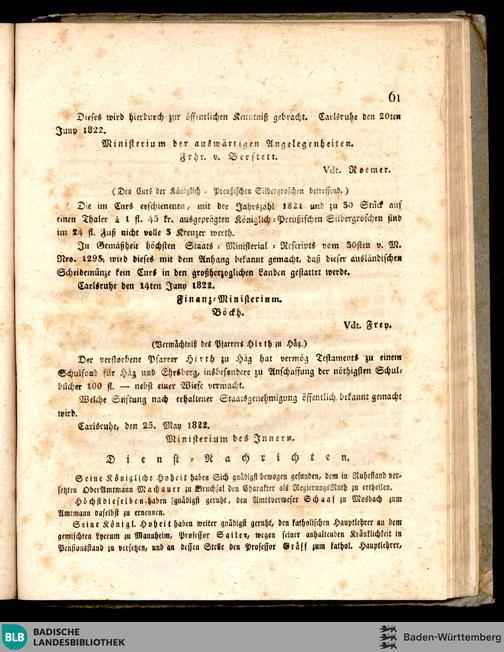 61
Dieses wird hierdurch zur öffentlichen Kenntniß gebracht. Carlsruhe den 20ten
Juny 1822.
Ministerium der auswärtigen Angelegenheiten.
Frhr. v. Berstett.
Vdt. Roemer.
(Den Curs der Königlich-Preußischen Silbergroschen betreffend.)
Die im Curs erschienenen, mit der Jahrszahl 1821 und zu 30 Stück auf
einen Thaler à 1 fl. 45 kr. ausgeprägten Königlich-Preußischen Silbergroschen sind
im 24 fl. Fuß nicht volle 3 Kreuzer werth.
In Gemäßheit höchsten Staats-Ministerial-Rescripts vom 30sten v. M.
Nro. 1295, wird dieses mit dem Anhang bekannt gemacht, daß dieser ausländischen
Scheidemünze kein Curs in den großherzoglichen Landen gestattet werde.
Carlsruhe den 14ten Juny 1822.
Finanz-Ministerium.
Böckh.
Vdt. Frey.
(Vermächtniß des Pfarrers Hirth zu Häg.)
Der verstorbene Pfarrer Hirth zu Häg hat vermög Testaments zu einem
Schulfond für Häg und Ehrsberg, insbesondere zu Anschaffung der nöthigsten Schul-
bücher 100 fl. — nebst einer Wiese vermacht.
Welche Stiftung nach erhaltener Staatsgenehmigung öffentlich bekannt gemacht
wird.
Carlsruhe, den 25. May 1822.
Ministerium des Innern.
Dienst-Nachrichten.
Seine Königliche Hoheit haben Sich gnädigst bewogen gefunden, dem in Ruhestand ver-
setzten OberAmtmann Machauer zu Bruchsal den Charakter als RegierungsRath zu ertheilen.
Höchstdieselben haben gnädigst geruht, den Amtsverweser Schaaf zu Mosbach zum
Amtmann daselbst zu ernennen.
Seine Königl. Hoheit haben weiter gnädigst geruht, den katholischen Hauptlehrer an dem
gemischten Lyceum zu Mannheim, Professor Sailer, wegen seiner anhaltenden Kränklichkeit in
Pensionsstand zu versetzen, und an dessen Stelle den Professor Gräff zum kathol. Hauptlehrer,
BLB BADISCHE
LANDESBIBLIOTHEK
Baden-Württemberg